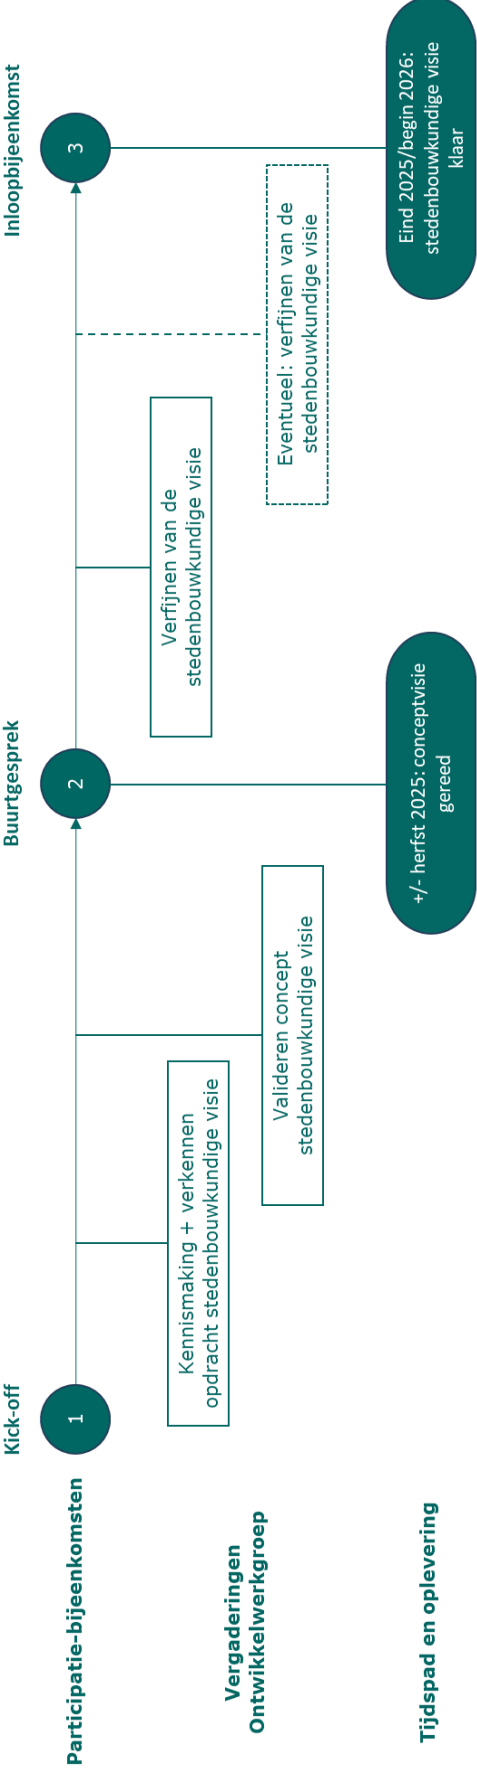 Kick-off
Buurtgesprek
Inloopbijeenkomst
Participatie-bijeenkomsten
1
2
3
Vergaderingen
Ontwikkelwerkgroep
Kennismaking + verkennen
opdracht stedenbouwkundige visie
Valideren concept
stedenbouwkundige visie
Verfijnen van de
stedenbouwkundige visie
Eventueel: verfijnen van de
stedenbouwkundige visie
Tijdspad en oplevering
+/- herfst 2025: conceptvisie
gereed
Eind 2025/begin 2026:
stedenbouwkundige visie
klaar